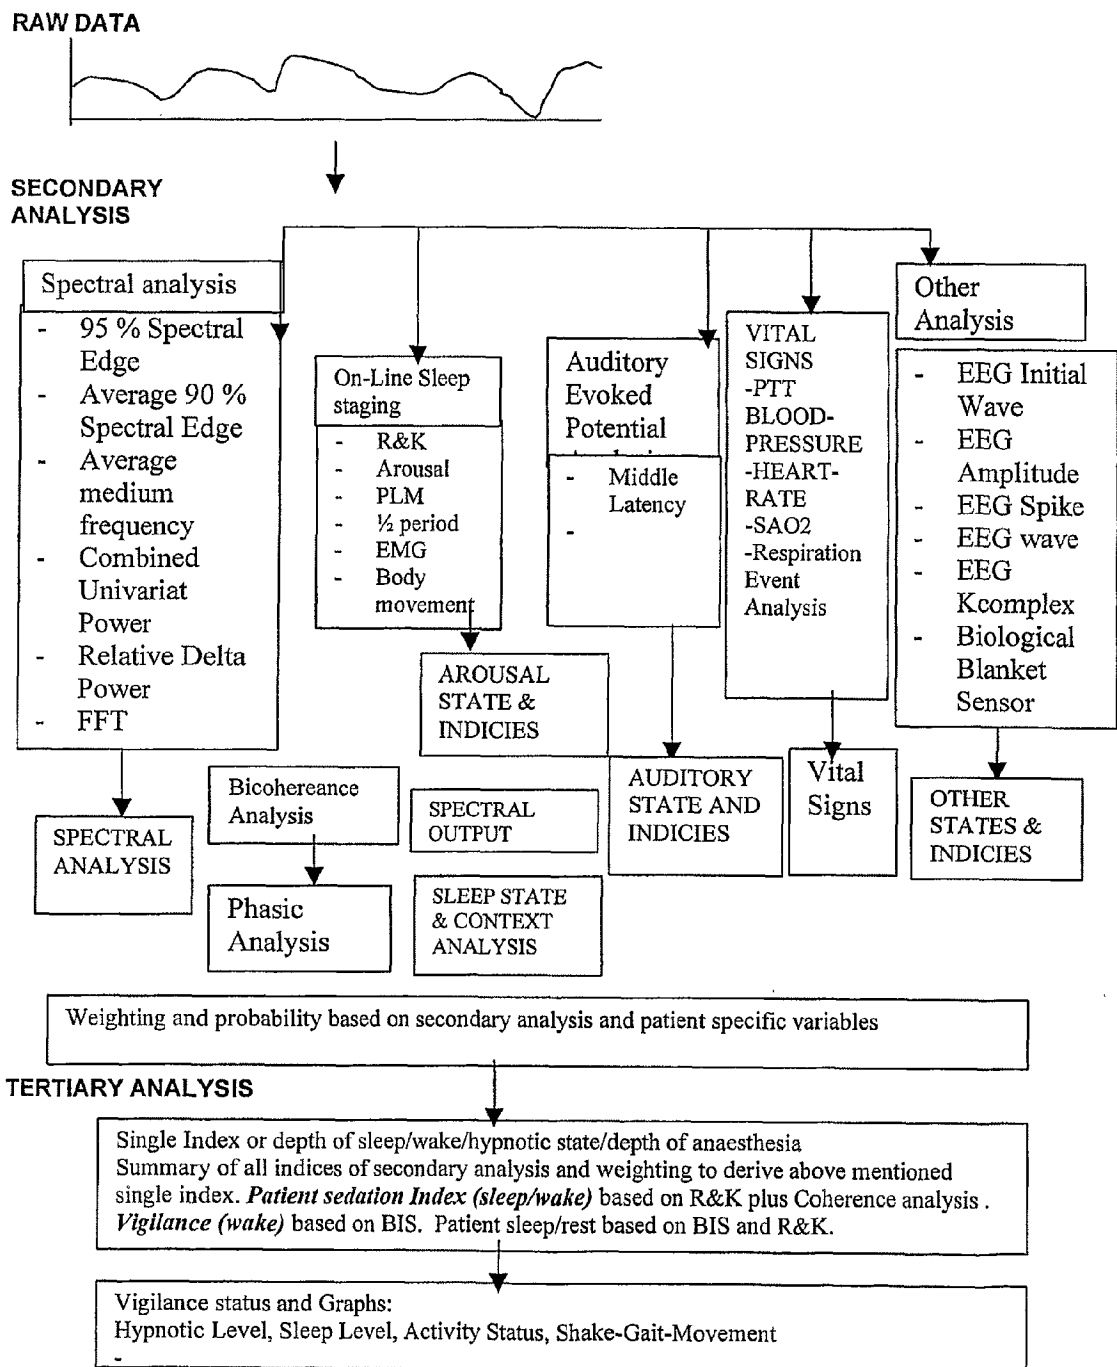 RAW DATA
SECONDARY
ANALYSIS
Spectral analysis
- 95 % Spectral
Edge
- Average 90 %
Spectral Edge
- Average
medium
frequency
- Combined
Univariat
Power
- Relative Delta
Power
- FFT
On-Line Sleep
staging
- R&K
- Arousal
- PLM
- ½ period
- EMG
- Body
movement
Auditory
Evoked
Potential
- Middle
Latency
-
VITAL
SIGNS
-PTT
BLOOD-
PRESSURE
-HEART-
RATE
-SAO2
-Respiration
Event
Analysis
Other
Analysis
- EEG Initial
Wave
- EEG
Amplitude
- EEG Spike
- EEG wave
- EEG
Kcomplex
- Biological
Blanket
Sensor
AROUSAL
STATE &
INDICIES
SPECTRAL
ANALYSIS
Bicohereance
Analysis
Phasic
Analysis
SPECTRAL
OUTPUT
SLEEP STATE
& CONTEXT
ANALYSIS
AUDITORY
STATE AND
INDICIES
Vital
Signs
OTHER
STATES &
INDICIES
Weighting and probability based on secondary analysis and patient specific variables
TERTIARY ANALYSIS
Single Index or depth of sleep/wake/hypnotic state/depth of anaesthesia
Summary of all indices of secondary analysis and weighting to derive above mentioned
single index. Patient sedation Index (sleep/wake) based on R&K plus Coherence analysis .
Vigilance (wake) based on BIS. Patient sleep/rest based on BIS and R&K.
Vigilance status and Graphs:
Hypnotic Level, Sleep Level, Activity Status, Shake-Gait-Movement
-